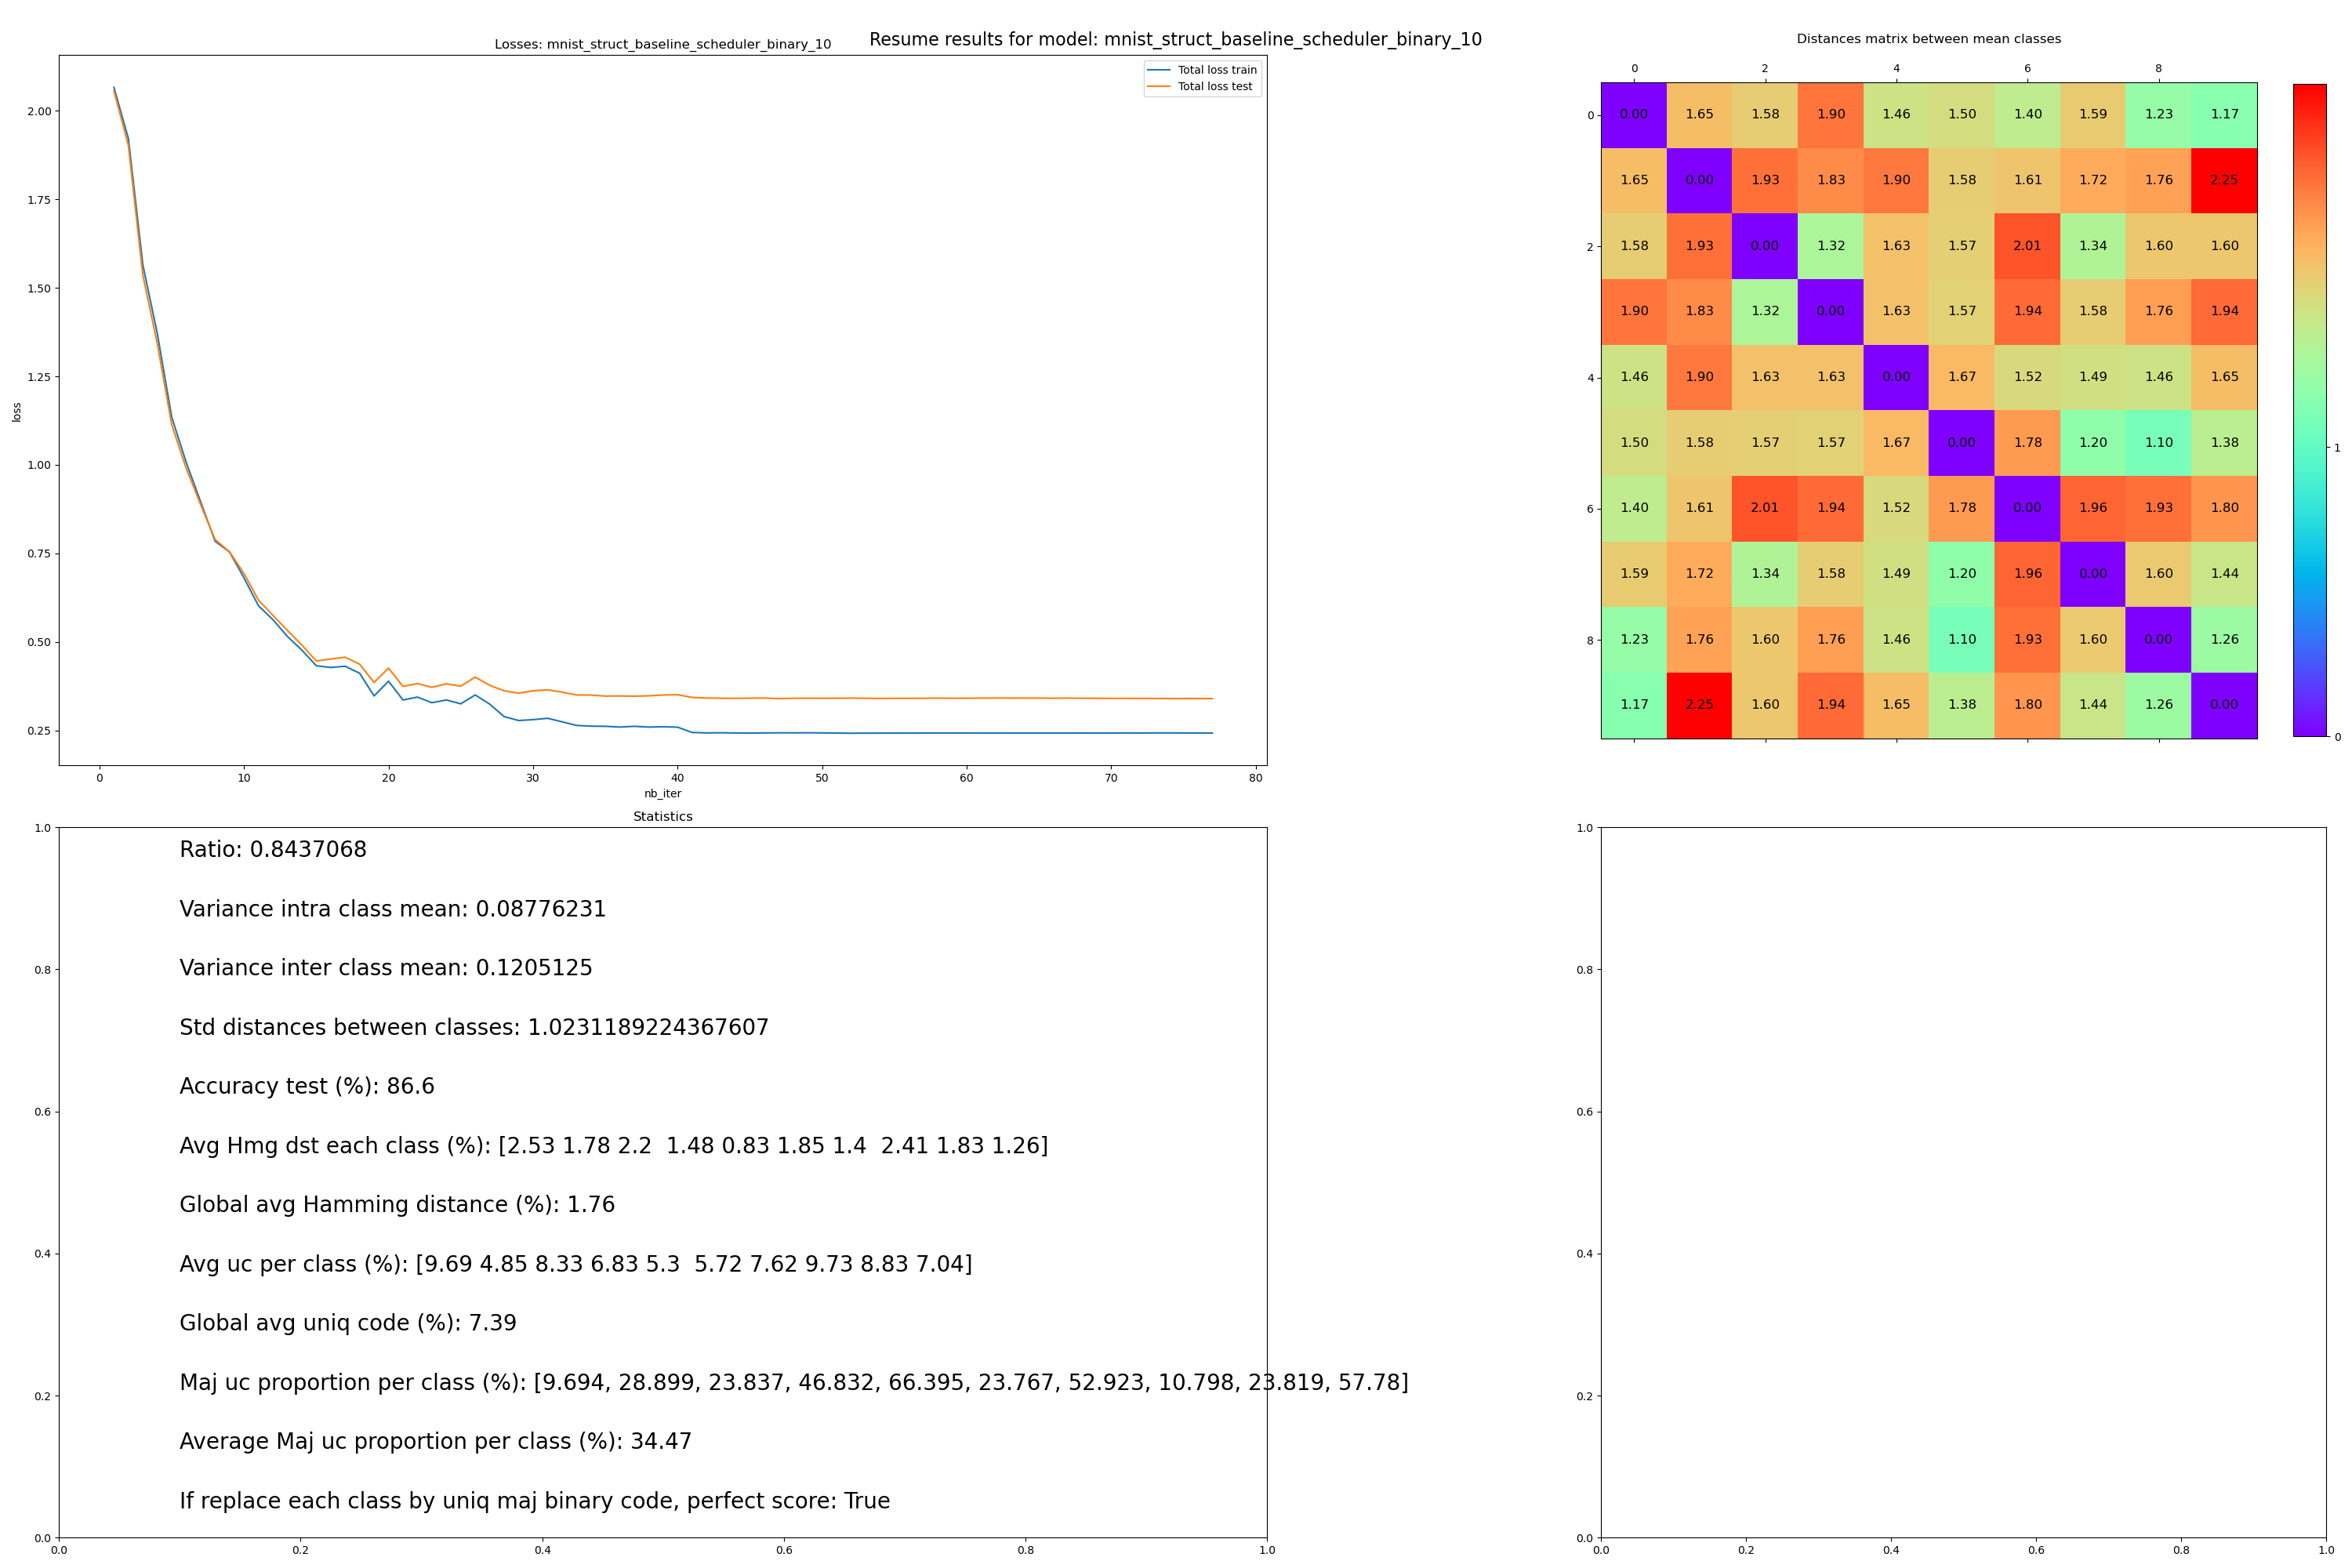 Resume results for model: mnist_struct_baseline_scheduler_binary_10
Losses: mnist_struct_baseline_scheduler_binary_10
Total loss train
Total loss test
2.00
1.75
1.50
1.25
1.00
0.75
0.50
0.25
loss
0 10 20 30 40 50 60 70 80
nb_iter
Distances matrix between mean classes
0 2 4 6 8
0 0.00 1.65 1.58 1.90 1.46 1.50 1.40 1.59 1.23 1.17
1.65 0.00 1.93 1.83 1.90 1.58 1.61 1.72 1.76 2.25
2 1.58 1.93 0.00 1.32 1.63 1.57 2.01 1.34 1.60 1.60
1.90 1.83 1.32 0.00 1.63 1.57 1.94 1.58 1.76 1.94
4 1.46 1.90 1.63 1.63 0.00 1.67 1.52 1.49 1.46 1.65
1.50 1.58 1.57 1.57 1.67 0.00 1.78 1.20 1.10 1.38
6 1.40 1.61 2.01 1.94 1.52 1.78 0.00 1.96 1.93 1.80
1.59 1.72 1.34 1.58 1.49 1.20 1.96 0.00 1.60 1.44
8 1.23 1.76 1.60 1.76 1.46 1.10 1.93 1.60 0.00 1.26
1.17 2.25 1.60 1.94 1.65 1.38 1.80 1.44 1.26 0.00
1
0
Statistics
Ratio: 0.8437068
Variance intra class mean: 0.08776231
Variance inter class mean: 0.1205125
Std distances between classes: 1.0231189224367607
Accuracy test (%): 86.6
Avg Hmg dst each class (%): [2.53 1.78 2.2  1.48 0.83 1.85 1.4  2.41 1.83 1.26]
Global avg Hamming distance (%): 1.76
Avg uc per class (%): [9.69 4.85 8.33 6.83 5.3  5.72 7.62 9.73 8.83 7.04]
Global avg uniq code (%): 7.39
Maj uc proportion per class (%): [9.694, 28.899, 23.837, 46.832, 66.395, 23.767, 52.923, 10.798, 23.819, 57.78]
Average Maj uc proportion per class (%): 34.47
If replace each class by uniq maj binary code, perfect score: True
1.0
0.8
0.6
0.4
0.2
0.0
0.0 0.2 0.4 0.6 0.8 1.0
1.0
0.8
0.6
0.4
0.2
0.0
0.0 0.2 0.4 0.6 0.8 1.0